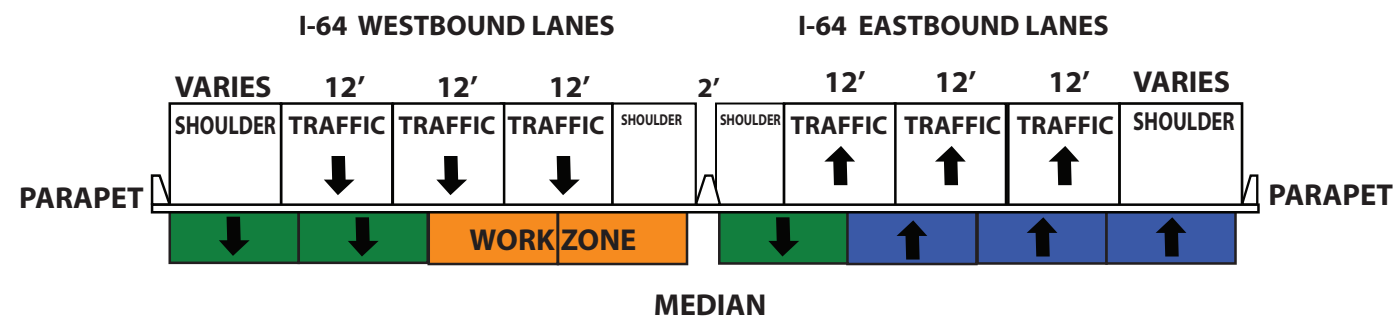 I-64 WESTBOUND LANES I-64 EASTBOUND LANES
VARIES 12’ 12’ 12’ 2’ 12’ 12’ 12’ VARIES
SHOULDER TRAFFIC TRAFFIC TRAFFIC SHOULDER SHOULDER TRAFFIC TRAFFIC TRAFFIC SHOULDER
PARAPET PARAPET
WORK ZONE
MEDIAN